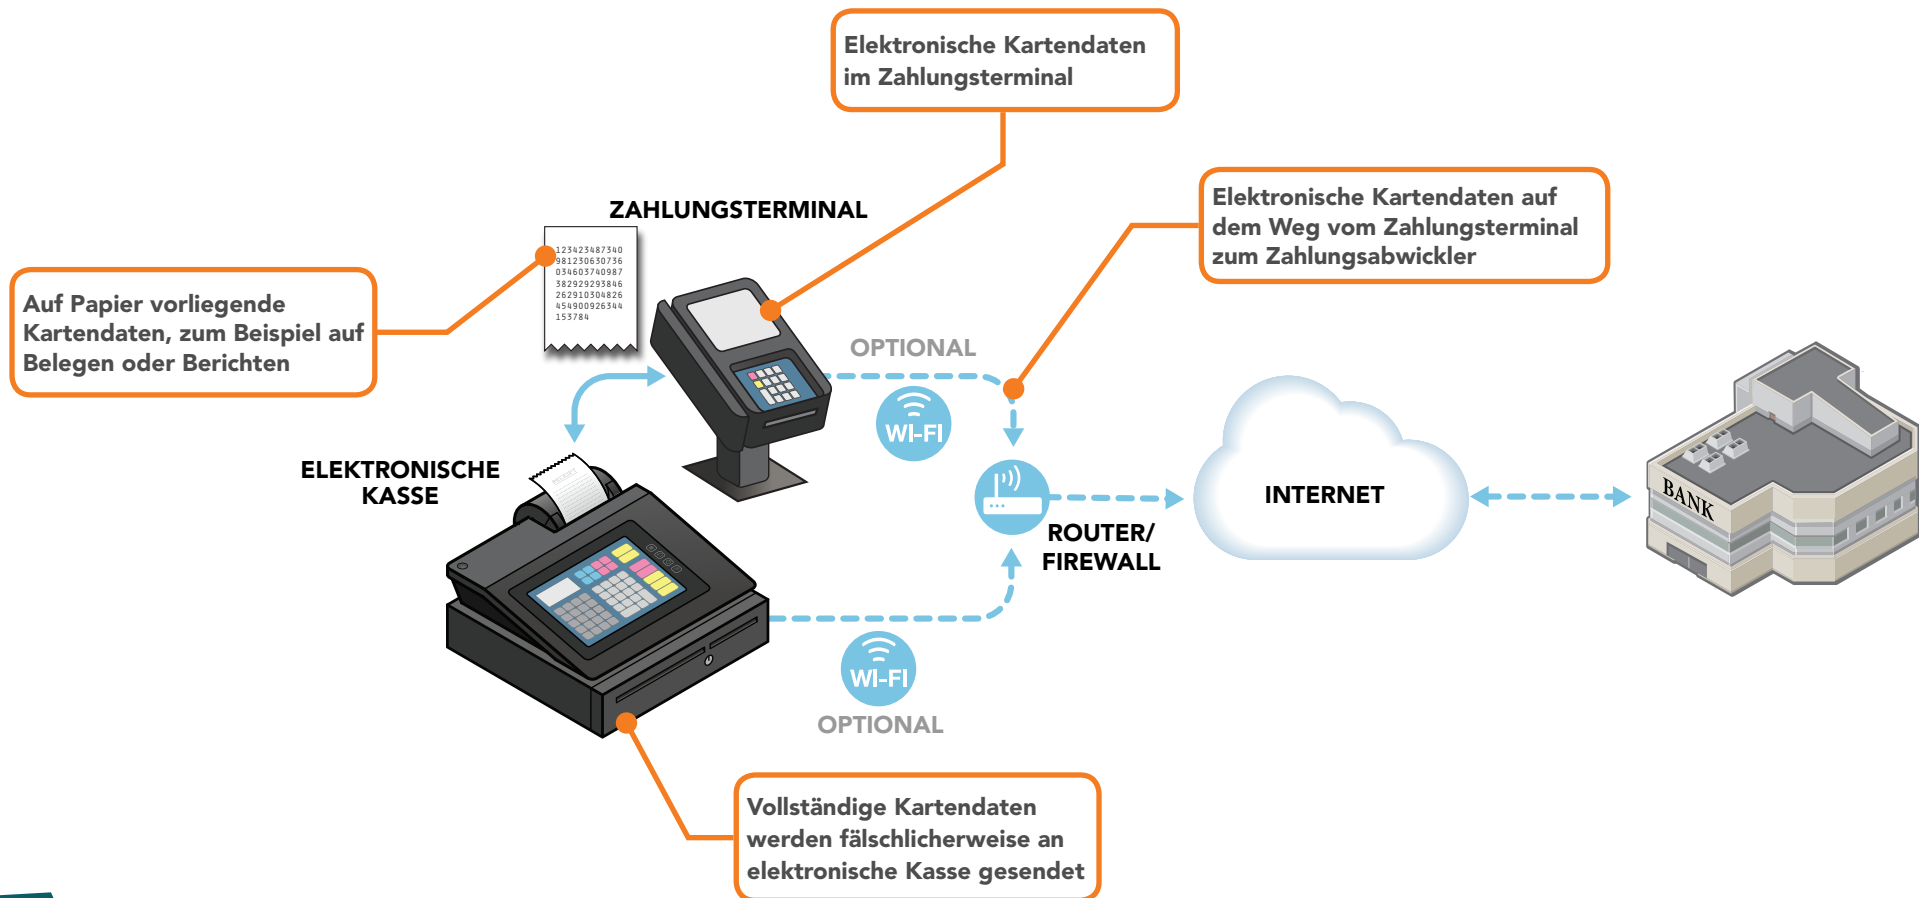 Elektronische Kartendaten
im Zahlungsterminal
Elektronische Kartendaten auf
dem Weg vom Zahlungsterminal
zum Zahlungsabwickler
ZAHLUNGSTERMINAL
123423487340
981230630736
034603740987
382929293846
262910304826
454900926344
153784
Auf Papier vorliegende
Kartendaten, zum Beispiel auf
Belegen oder Berichten
OPTIONAL
WI-FI
ELEKTRONISCHE
KASSE
RECEIPT
INTERNET
BANK
ROUTER/
FIREWALL
WI-FI
OPTIONAL
Vollständige Kartendaten
werden fälschlicherweise an
elektronische Kasse gesendet